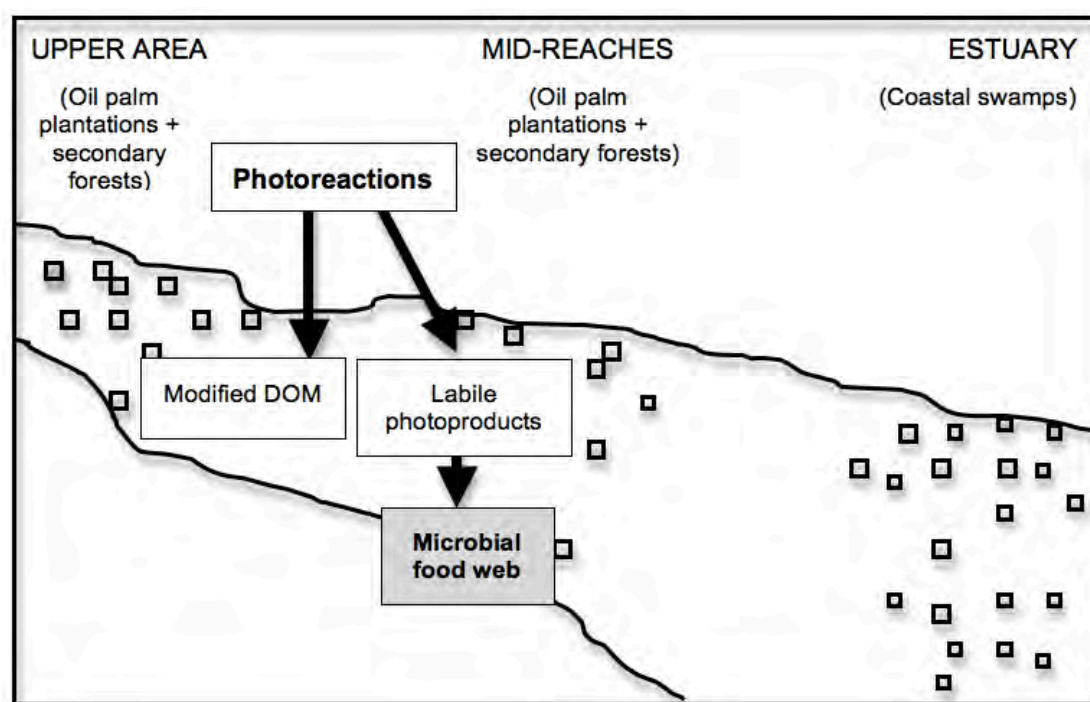 UPPER AREA
(Oil palm
plantations +
secondary
forests)
MID-REACHES
(Oil palm
plantations +
secondary forests)
ESTUARY
(Coastal swamps)
Photoreactions
Modified DOM
Labile
photoproducts
Microbial
food web